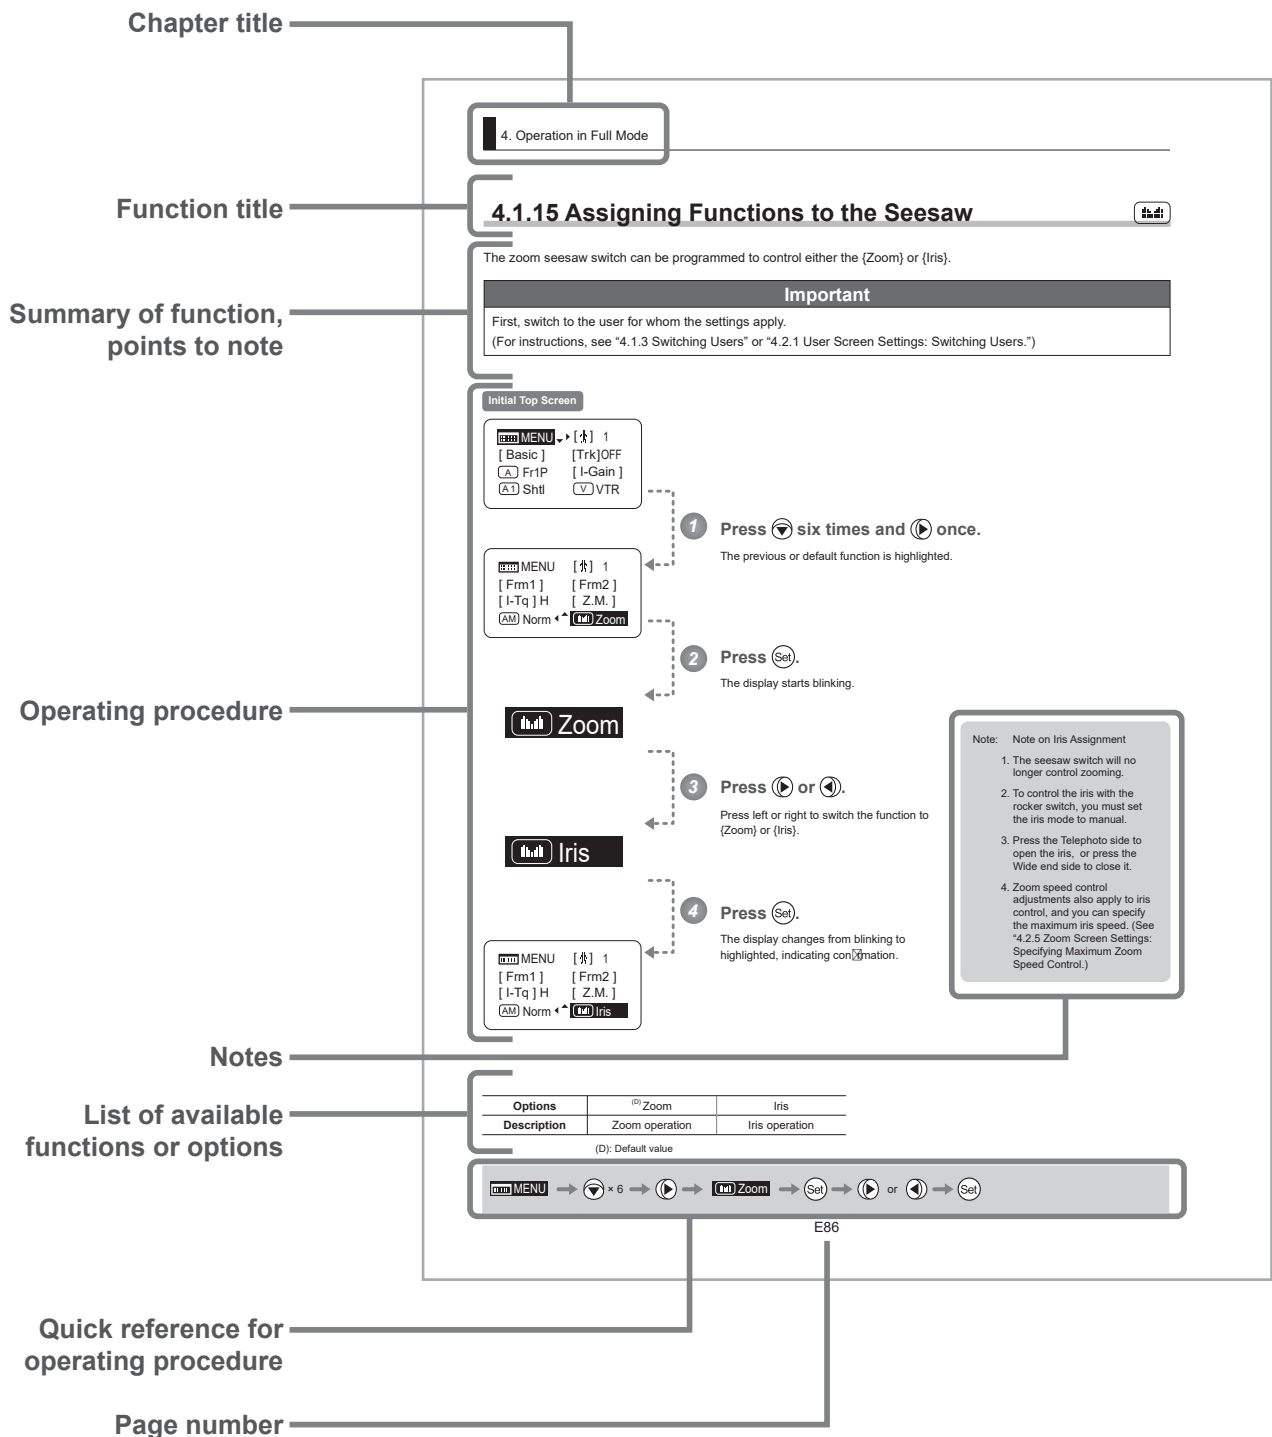 Chapter title
4. Operation in Full Mode
Function title
4.1.15 Assigning Functions to the Seesaw
The zoom seesaw switch can be programmed to control either the {Zoom} or {Iris}.
Summary of function,
points to note
Important
First, switch to the user for whom the settings apply.
(For instructions, see “4.1.3 Switching Users” or “4.2.1 User Screen Settings: Switching Users.”)
Initial Top Screen
MENU [ ] 1
[ Basic ] [Trk]OFF
A Fr1P [ I-Gain ]
A1 Shtl V VTR
1 Press six times and once.
The previous or default function is highlighted.
MENU [ ] 1
[ Frm1 ] [ Frm2 ]
[ I-Tq ] H [ Z.M. ]
AM Norm Zoom
2 Press Set.
The display starts blinking.
Operating procedure
Zoom
3 Press or .
Press left or right to switch the function to
{Zoom} or {Iris}.
Iris
4 Press Set.
The display changes from blinking to
highlighted, indicating con mation.
MENU [ ] 1
[ Frm1 ] [ Frm2 ]
[ I-Tq ] H [ Z.M. ]
AM Norm Iris
Note: Note on Iris Assignment
1. The seesaw switch will no
longer control zooming.
2. To control the iris with the
rocker switch, you must set
the iris mode to manual.
3. Press the Telephoto side to
open the iris, or press the
Wide end side to close it.
4. Zoom speed control
adjustments also apply to iris
control, and you can specify
the maximum iris speed. (See
“4.2.5 Zoom Screen Settings:
Specifying Maximum Zoom
Speed Control.)
Notes
List of available
functions or options
Options (D) Zoom Iris
Description Zoom operation Iris operation
(D): Default value
MENU → × 6 → → Zoom → Set → or → Set
E86
Quick reference for
operating procedure
Page number